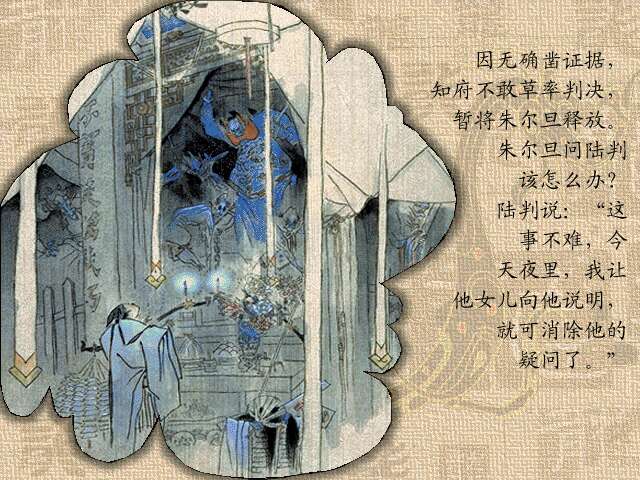 因无确凿证据，
知府不敢草率判决，
暂将朱尔旦释放。
朱尔旦问陆判
该怎么办？
陆判说：“这
事不难，今
天夜里，我让
他女儿向他说明，
就可消除他的
疑问了。”